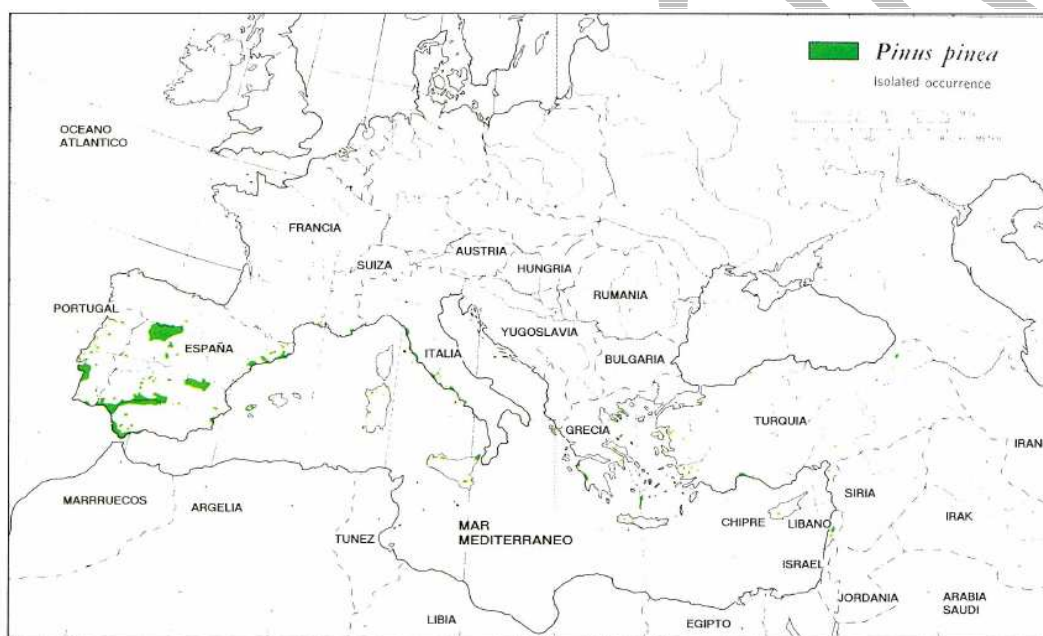 Pinus pinea
Isolated occurrence
OCEANO
ATLANTICO
FRANCIA
SUIZA
AUSTRIA
HUNGRIA
RUMANIA
PORTUGAL
ESPAÑA
ITALIA
YUGOSLAVIA
BULGARIA
GRECIA
TURQUIA
IRAN
MARRRUECOS
ARGELIA
TUNEZ
MAR
MEDITERRANEO
CHIPRE
LIBANO
SIRIA
IRAK
ISRAEL
JORDANIA
ARABIA
SAUDI
LIBIA
EGIPTO